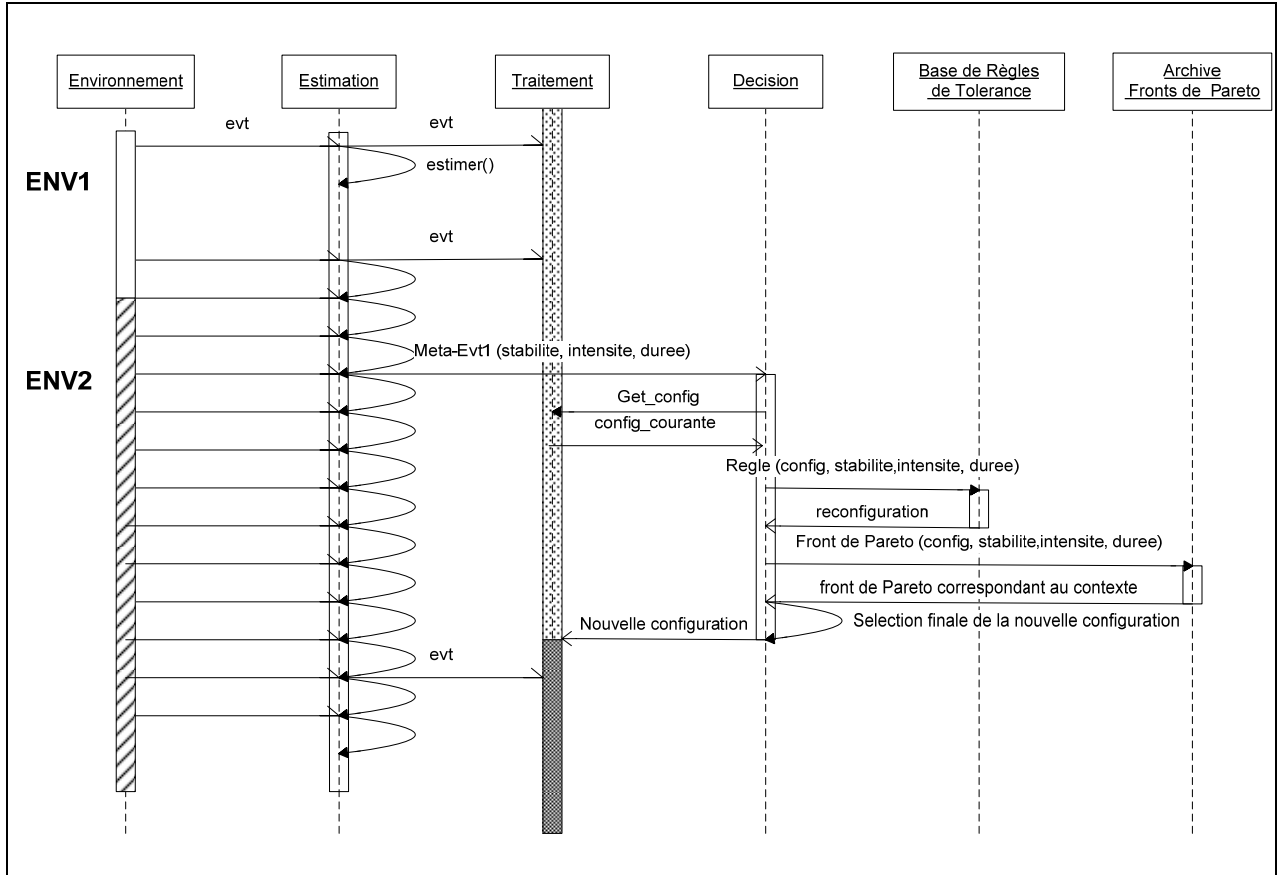 Environnement
Estimation
Traitement
Decision
Base de Règles
de Tolerance
Archive
Fronts de Pareto
evt
evt
estimer()
ENV1
evt
Meta-Evt1 (stabilite, intensite, duree)
ENV2
Get_config
config_courante
Regle (config, stabilite,intensite, duree)
reconfiguration
Front de Pareto (config, stabilite,intensite, duree)
front de Pareto correspondant au contexte
Selection finale de la nouvelle configuration
Nouvelle configuration
evt